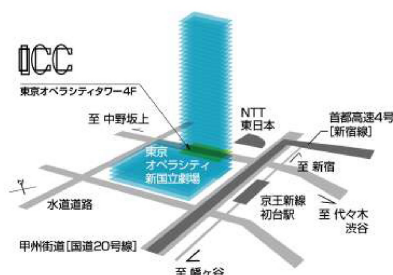 ICC
東京オペラシティタワー4F
至 中野坂上
NTT
東日本
首都高速4号
[新宿線]
東京
オペラシティ
新国立劇場
至 新宿
京王新線
初台駅
至 代々木
渋谷
水道道路
甲州街道[国道20号線]
至 幡ヶ谷